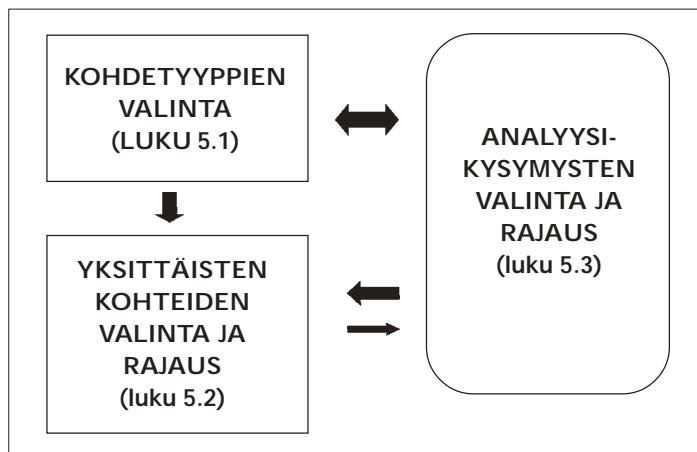 KOHDETYYPPIEN
VALINTA
(LUKU 5.1)
YKSITTÄISTEN
KOHTEIDEN
VALINTA JA
RAJAUS
(luku 5.2)
ANALYYSI-
KYSYMYSTEN
VALINTA JA
RAJAUS
(luku 5.3)